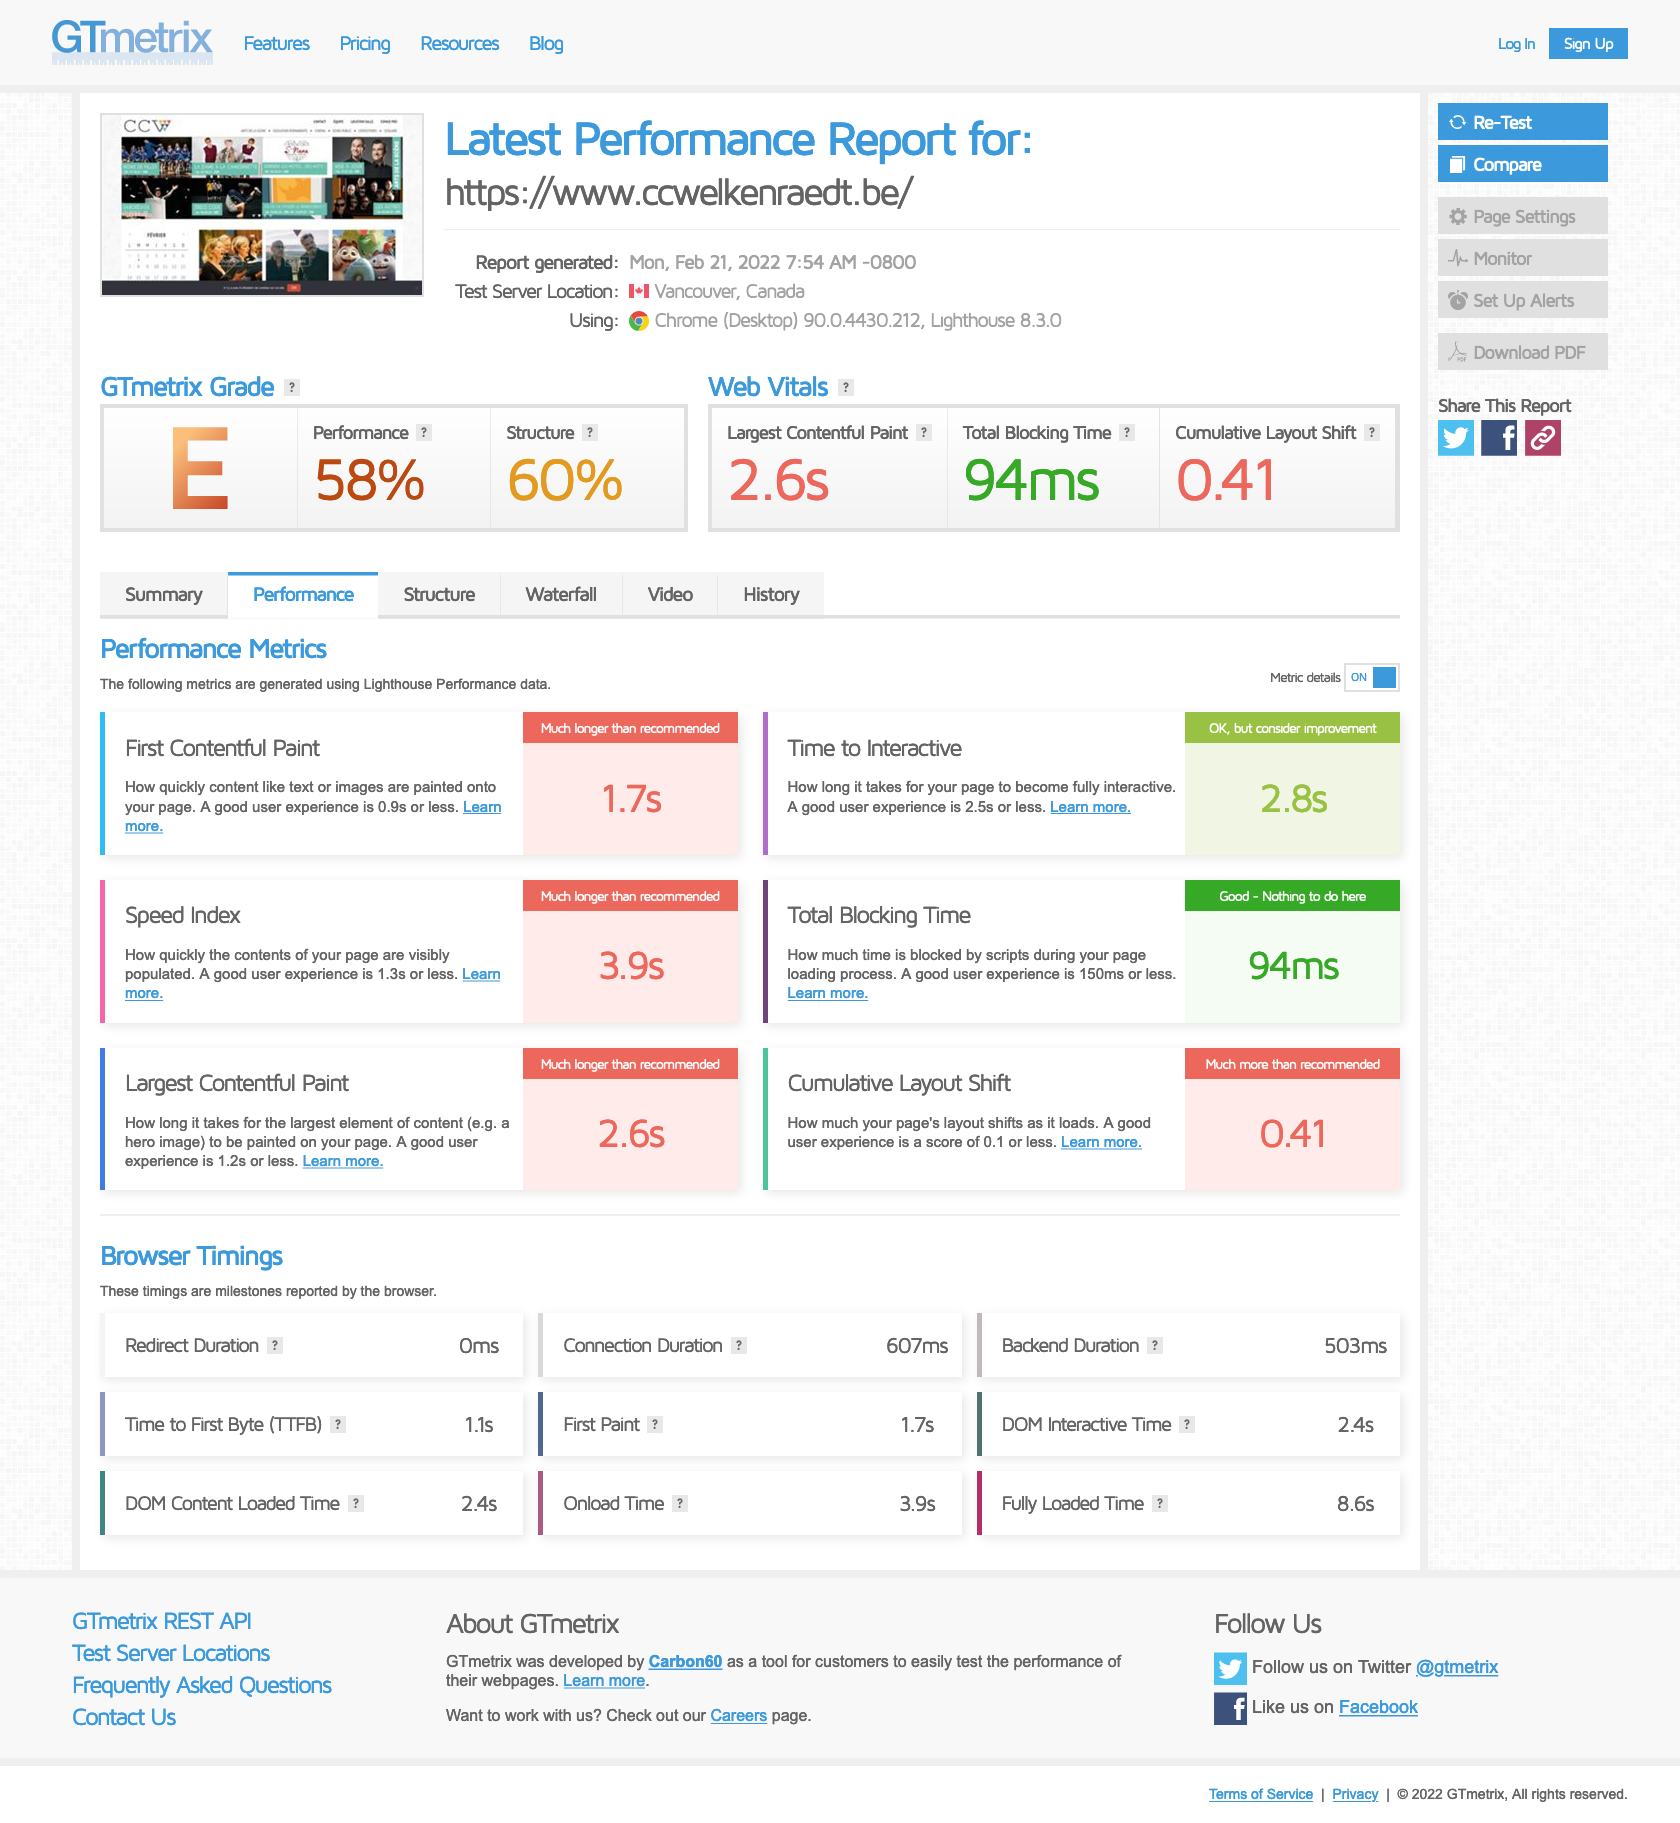 GTmetrix
Features
Pricing
Resources
Blog
Log In
Sign Up
CCW
Latest Performance Report for:
https://www.ccwelkenraedt.be/
Report generated: Mon, Feb 21, 2022 7:54 AM -0800
Test Server Location: Vancouver, Canada
Using: Chrome (Desktop) 90.0.4430.212, Lighthouse 8.3.0
Re-Test
Compare
Page Settings
Monitor
Set Up Alerts
Download PDF
Share This Report
GTmetrix Grade ?
E
Performance ?
58%
Structure ?
60%
Web Vitals ?
Largest Contentful Paint ?
2.6s
Total Blocking Time ?
94ms
Cumulative Layout Shift ?
0.41
Summary
Performance
Structure
Waterfall
Video
History
Performance Metrics
The following metrics are generated using Lighthouse Performance data.
Metric details ON
First Contentful Paint
How quickly content like text or images are painted onto
your page. A good user experience is 0.9s or less. Learn
more.
Much longer than recommended
1.7s
Time to Interactive
How long it takes for your page to become fully interactive.
A good user experience is 2.5s or less. Learn more.
OK, but consider improvement
2.8s
Speed Index
How quickly the contents of your page are visibly
populated. A good user experience is 1.3s or less. Learn
more.
Much longer than recommended
3.9s
Total Blocking Time
How much time is blocked by scripts during your page
loading process. A good user experience is 150ms or less.
Learn more.
Good - Nothing to do here
94ms
Largest Contentful Paint
How long it takes for the largest element of content (e.g. a
hero image) to be painted on your page. A good user
experience is 1.2s or less. Learn more.
Much longer than recommended
2.6s
Cumulative Layout Shift
How much your page's layout shifts as it loads. A good
user experience is a score of 0.1 or less. Learn more.
Much more than recommended
0.41
Browser Timings
These timings are milestones reported by the browser.
Redirect Duration ? 0ms
Connection Duration ? 607ms
Backend Duration ? 503ms
Time to First Byte (TTFB) ? 1.1s
First Paint ? 1.7s
DOM Interactive Time ? 2.4s
DOM Content Loaded Time ? 2.4s
Onload Time ? 3.9s
Fully Loaded Time ? 8.6s
GTmetrix REST API
Test Server Locations
Frequently Asked Questions
Contact Us
About GTmetrix
GTmetrix was developed by Carbon60 as a tool for customers to easily test the performance of
their webpages. Learn more.
Want to work with us? Check out our Careers page.
Follow Us
Follow us on Twitter @gtmetrix
Like us on Facebook
Terms of Service | Privacy | © 2022 GTmetrix, All rights reserved.